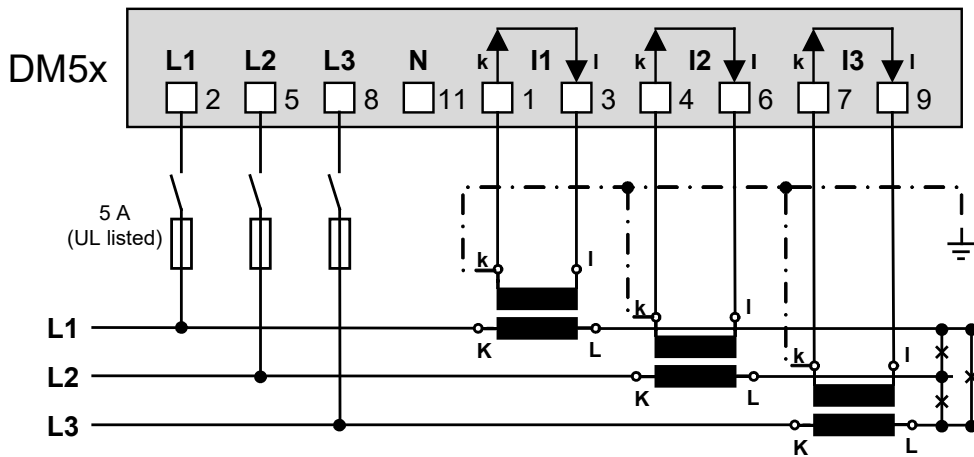 k I1 l k I2 l k I3 l
DM5x L1 L2 L3 N
2 5 8 11 1 3 4 6 7 9
5 A
(UL listed)
k l
k l
L1 K L
k l
L2 K L
L3 K L